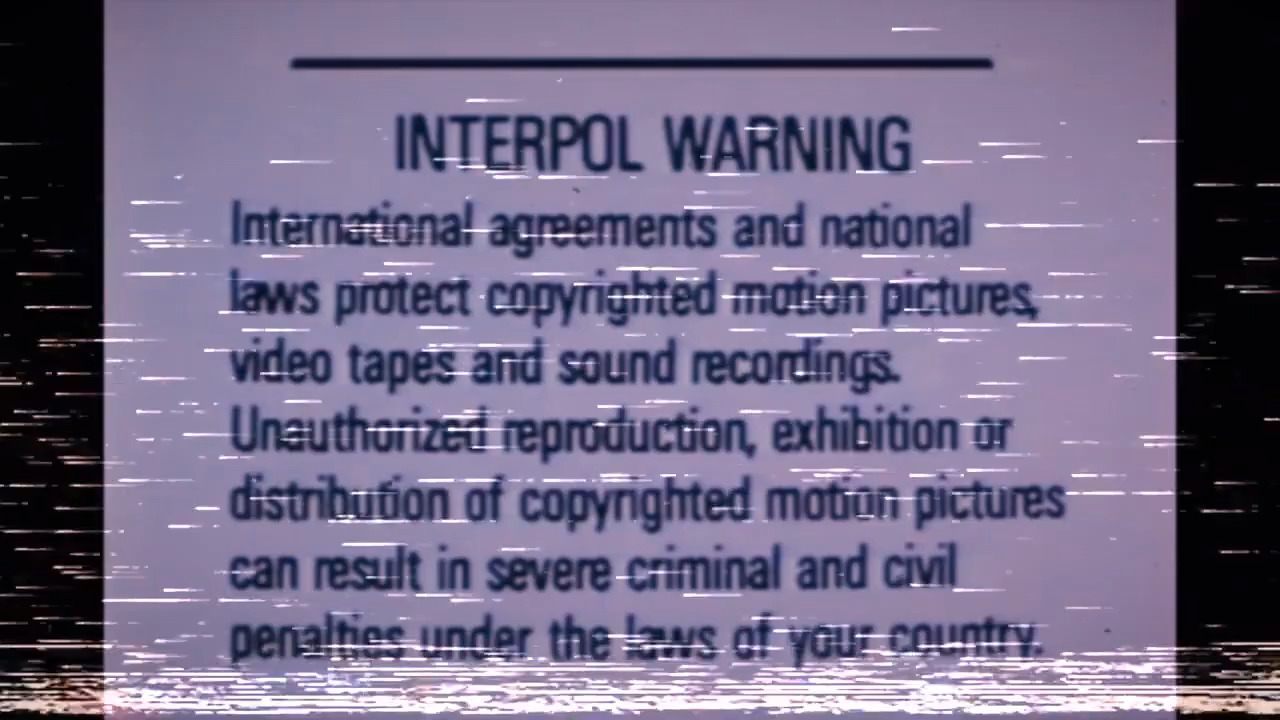 INTERPOL WARNING
International agreements and national
laws protect copyrighted motion pictures,
video tapes and sound recordings.
Unauthorized reproduction, exhibition or
distribution of copyrighted motion pictures
can result in severe criminal and civil
penalties under the laws of your country.